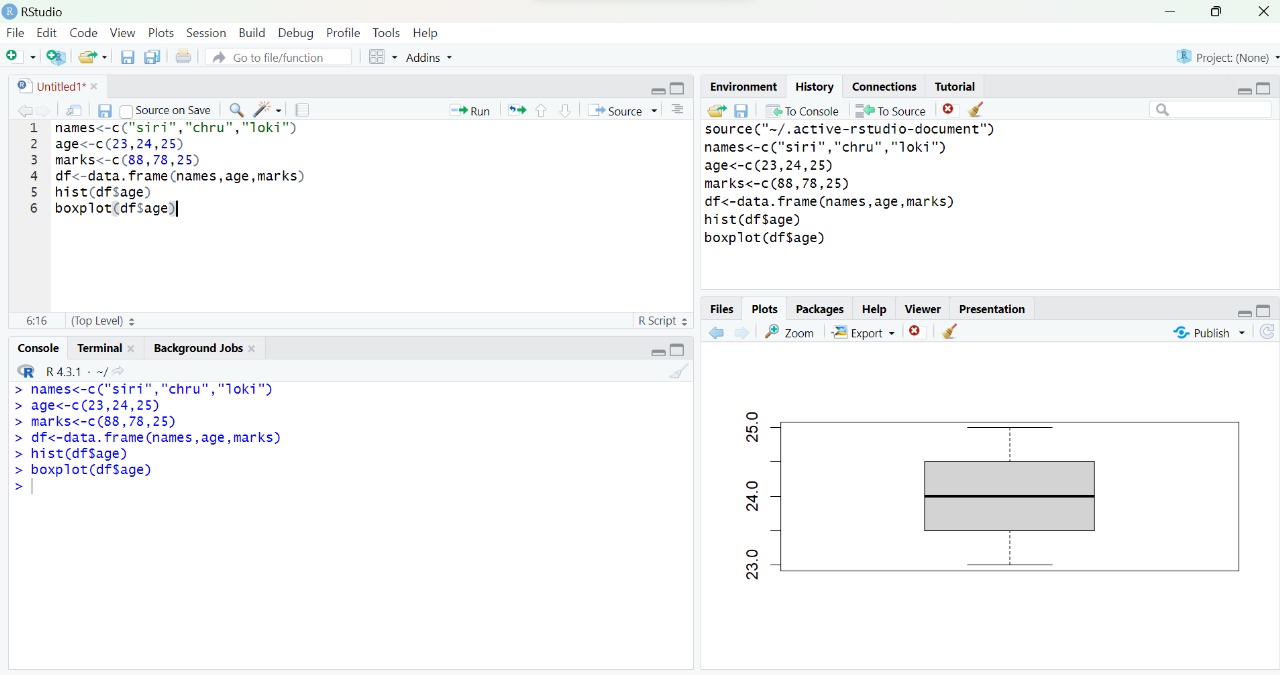 RStudio
File Edit Code View Plots Session Build Debug Profile Tools Help
Go to file/function Addins Project: (None)
Untitled1*
Source on Save Run Source
1 names<-c("siri","chru","loki")
2 age<-c(23,24,25)
3 marks<-c(88,78,25)
4 df<-data.frame(names,age,marks)
5 hist(df$age)
6 boxplot(df$age)
6:16 (Top Level) R Script
Console Terminal Background Jobs
R 4.3.1 · ~/
> names<-c("siri","chru","loki")
> age<-c(23,24,25)
> marks<-c(88,78,25)
> df<-data.frame(names,age,marks)
> hist(df$age)
> boxplot(df$age)
>
Environment History Connections Tutorial
To Console To Source
source("~/.active-rstudio-document")
names<-c("siri","chru","loki")
age<-c(23,24,25)
marks<-c(88,78,25)
df<-data.frame(names,age,marks)
hist(df$age)
boxplot(df$age)
Files Plots Packages Help Viewer Presentation
Zoom Export Publish
25.0
24.0
23.0